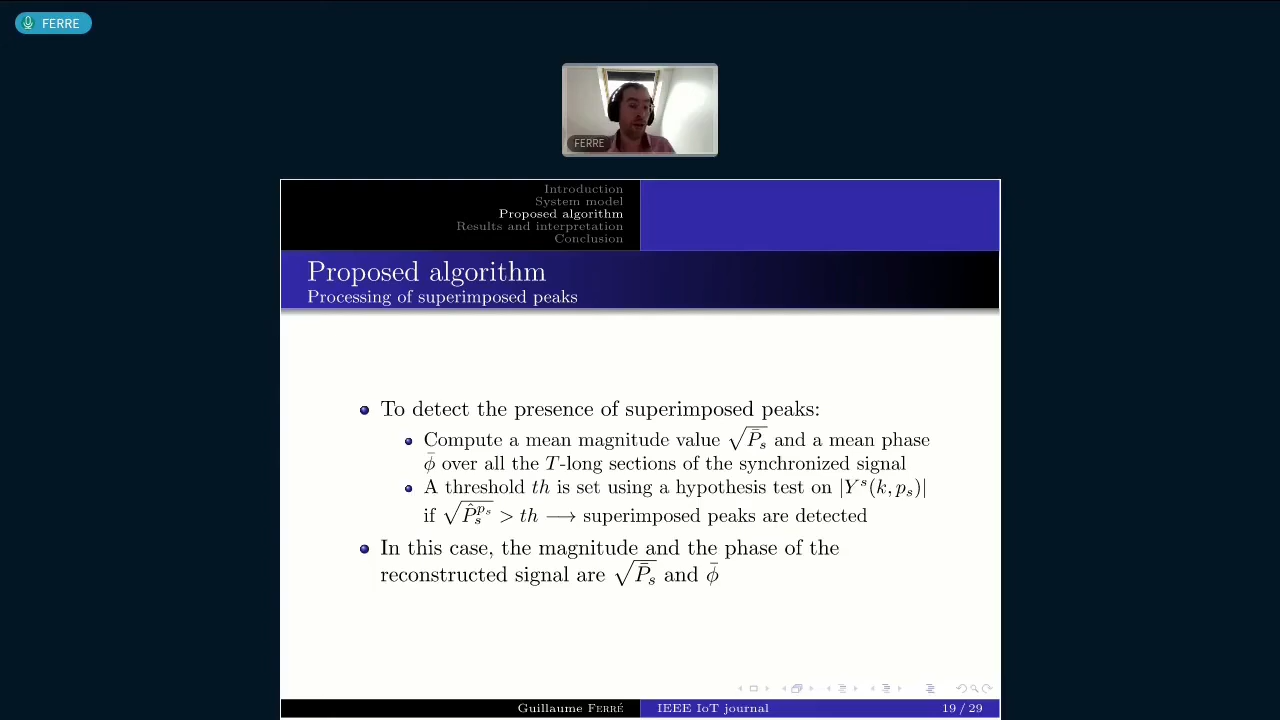 FERRE
FERRE
Introduction
System model
Proposed algorithm
Results and interpretation
Conclusion
Proposed algorithm
Processing of superimposed peaks
To detect the presence of superimposed peaks:
Compute a mean magnitude value √P̄ₛ and a mean phase
ϕ̄ over all the T-long sections of the synchronized signal
A threshold th is set using a hypothesis test on |Yˢ(k, pₛ)|
if √P̂ₛ^{pₛ} > th ⟶ superimposed peaks are detected
In this case, the magnitude and the phase of the
reconstructed signal are √P̄ₛ and ϕ̄
Guillaume FERRÉ IEEE IoT journal 19 / 29